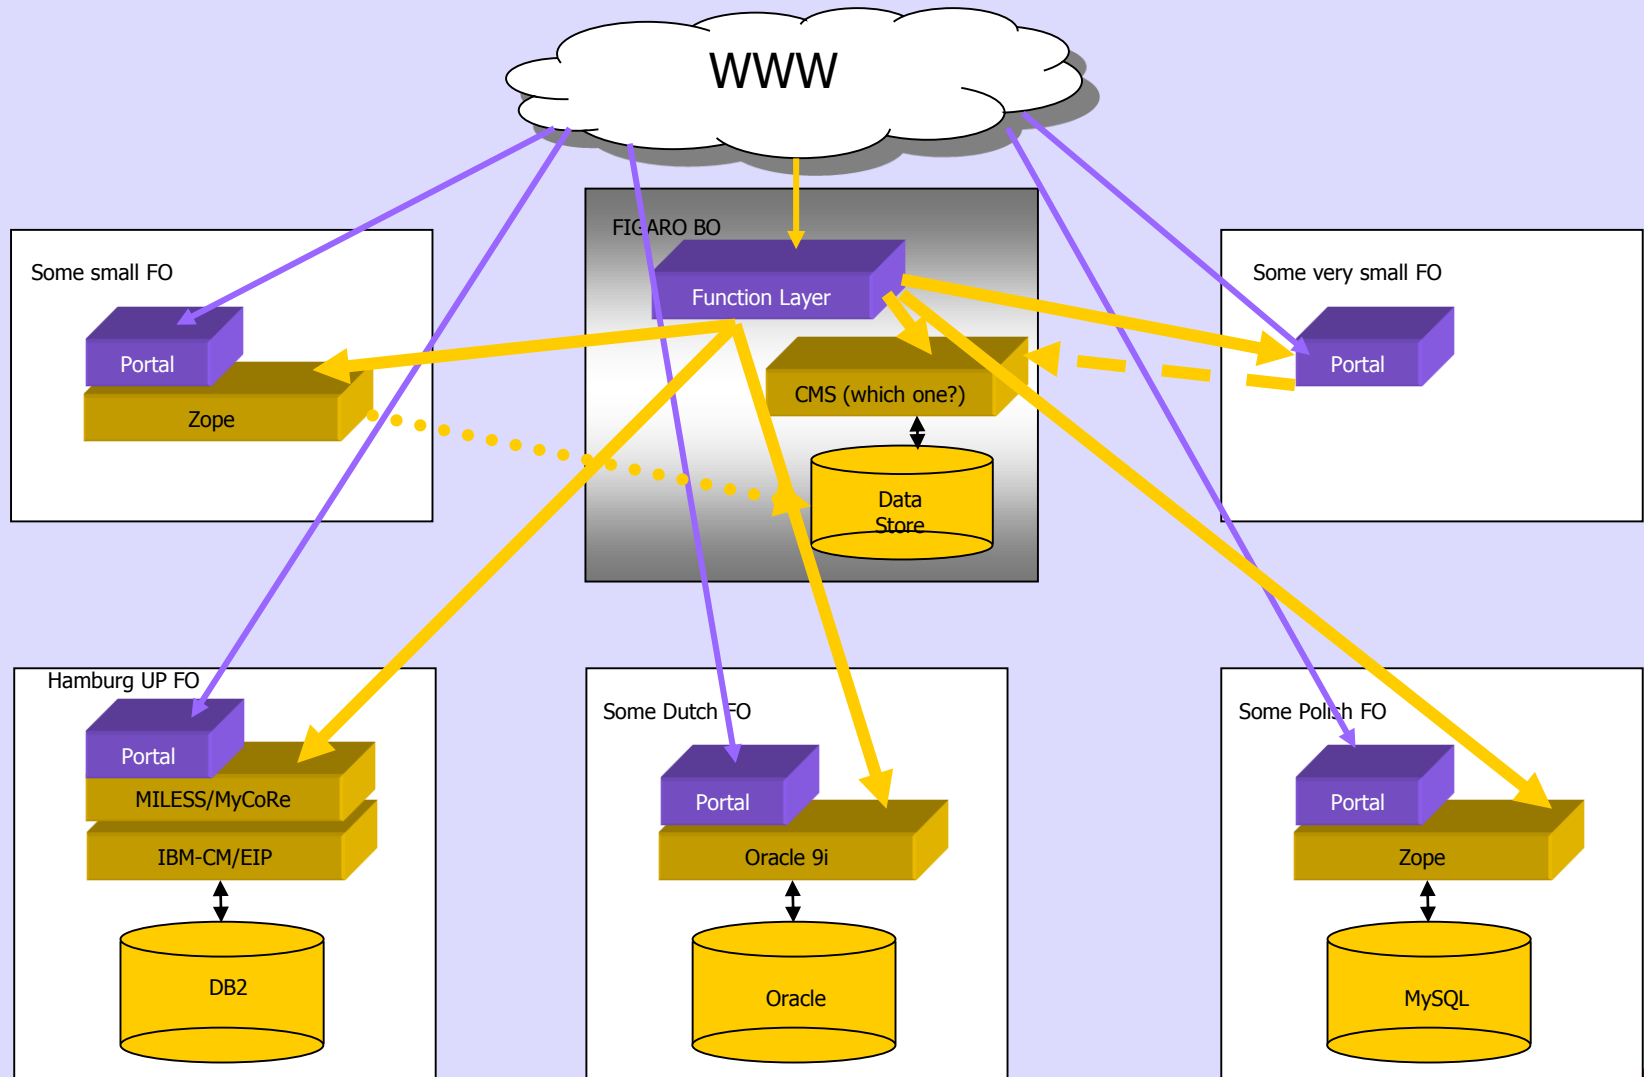 WWW
FIGARO BO
Function Layer
CMS (which one?)
Data
Store
Some small FO
Portal
Zope
Some very small FO
Portal
Hamburg UP FO
Portal
MILESS/MyCoRe
IBM-CM/EIP
DB2
Some Dutch FO
Portal
Oracle 9i
Oracle
Some Polish FO
Portal
Zope
MySQL